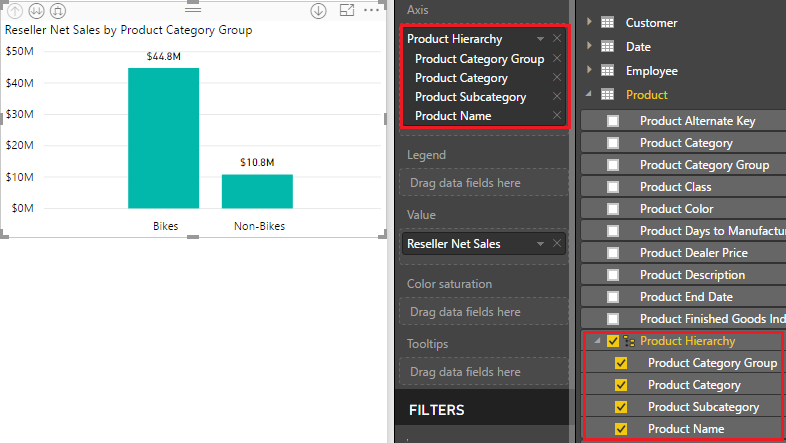 Reseller Net Sales by Product Category Group
$50M
$40M
$30M
$20M
$10M
$0M
$44.8M
$10.8M
Bikes
Non-Bikes
Axis
Product Hierarchy
Product Category Group
Product Category
Product Subcategory
Product Name
Legend
Drag data fields here
Value
Reseller Net Sales
Color saturation
Drag data fields here
Tooltips
Drag data fields here
FILTERS
Customer
Date
Employee
Product
Product Alternate Key
Product Category
Product Category Group
Product Class
Product Color
Product Days to Manufactur
Product Dealer Price
Product Description
Product End Date
Product Finished Goods Ind
Product Hierarchy
Product Category Group
Product Category
Product Subcategory
Product Name